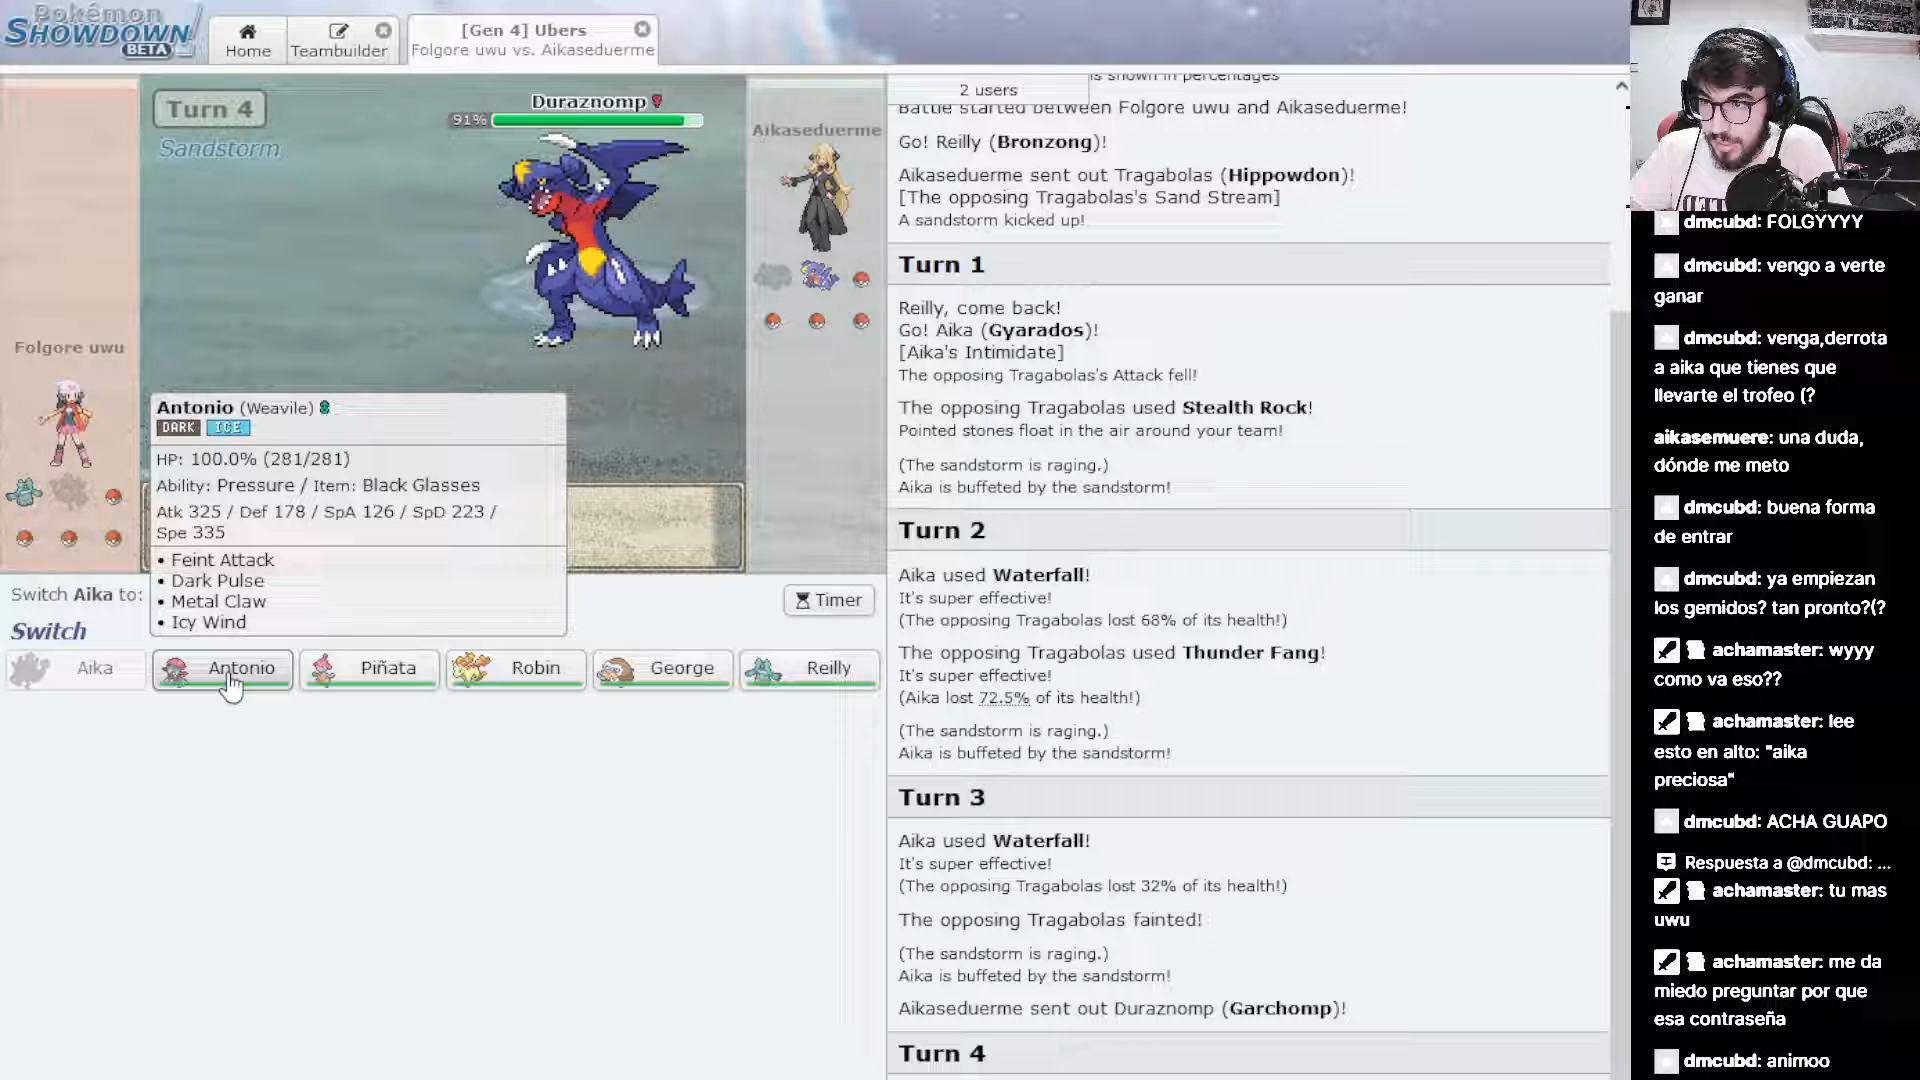 Pokémon
SHOWDOWN
BETA
Home
Teambuilder
[Gen 4] Ubers
Folgore uwu vs. Aikaseduerme
Turn 4
Sandstorm
Duraznomp
91%
Aikaseduerme
Folgore uwu
Antonio (Weavile)
DARK ICE
HP: 100.0% (281/281)
Ability: Pressure / Item: Black Glasses
Atk 325 / Def 178 / SpA 126 / SpD 223 /
Spe 335
• Feint Attack
• Dark Pulse
• Metal Claw
• Icy Wind
Switch Aika to:
Timer
Switch
Aika
Antonio
Piñata
Robin
George
Reilly
2 users
is shown in percentages
Battle started between Folgore uwu and Aikaseduerme!
Go! Reilly (Bronzong)!
Aikaseduerme sent out Tragabolas (Hippowdon)!
[The opposing Tragabolas's Sand Stream]
A sandstorm kicked up!
Turn 1
Reilly, come back!
Go! Aika (Gyarados)!
[Aika's Intimidate]
The opposing Tragabolas's Attack fell!
The opposing Tragabolas used Stealth Rock!
Pointed stones float in the air around your team!
(The sandstorm is raging.)
Aika is buffeted by the sandstorm!
Turn 2
Aika used Waterfall!
It's super effective!
(The opposing Tragabolas lost 68% of its health!)
The opposing Tragabolas used Thunder Fang!
It's super effective!
(Aika lost 72.5% of its health!)
(The sandstorm is raging.)
Aika is buffeted by the sandstorm!
Turn 3
Aika used Waterfall!
It's super effective!
(The opposing Tragabolas lost 32% of its health!)
The opposing Tragabolas fainted!
(The sandstorm is raging.)
Aika is buffeted by the sandstorm!
Aikaseduerme sent out Duraznomp (Garchomp)!
Turn 4
dmcubd: FOLGYYYY
dmcubd: vengo a verte
ganar
dmcubd: venga,derrota
a aika que tienes que
llevarte el trofeo (?
aikasemuere: una duda,
dónde me meto
dmcubd: buena forma
de entrar
dmcubd: ya empiezan
los gemidos? tan pronto?(?
achamaster: wyyy
como va eso??
achamaster: lee
esto en alto: "aika
preciosa"
dmcubd: ACHA GUAPO
Respuesta a @dmcubd: ...
achamaster: tu mas
uwu
achamaster: me da
miedo preguntar por que
esa contraseña
dmcubd: animoo